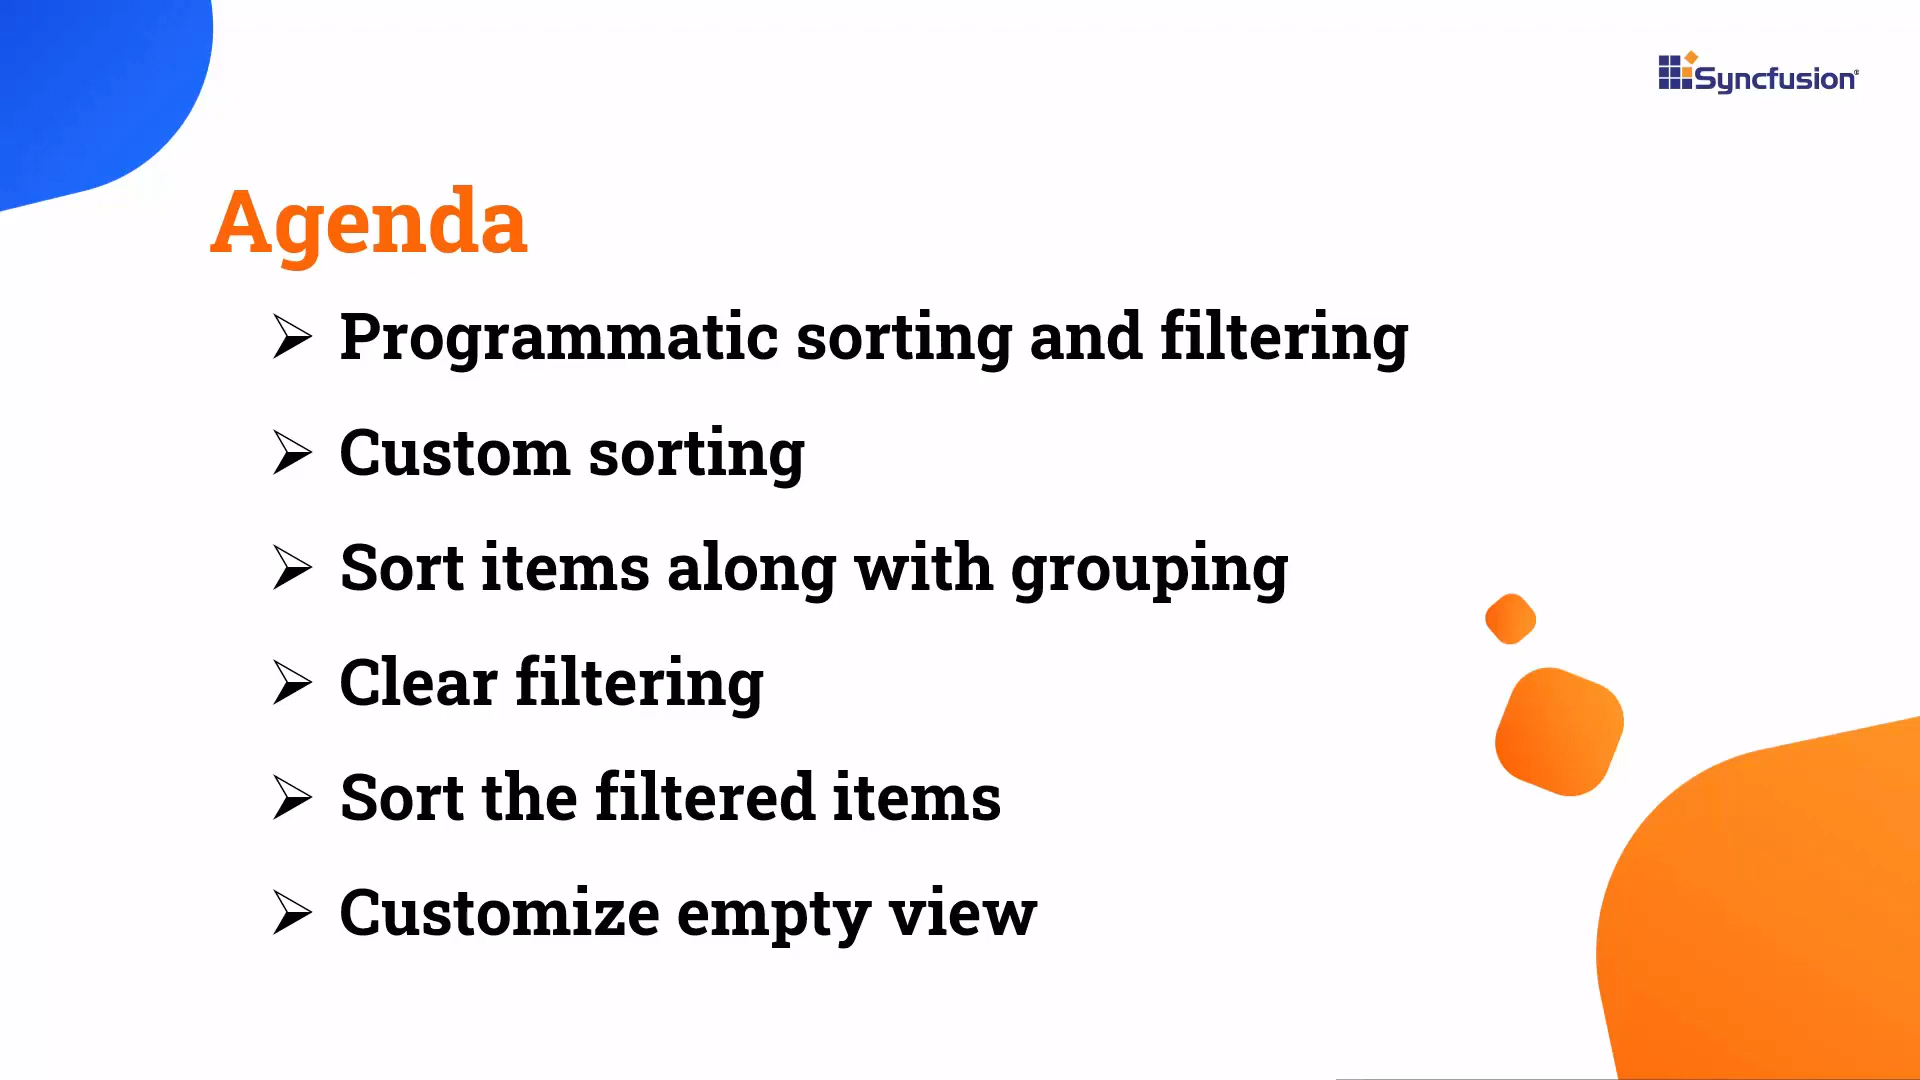 Syncfusion®
Agenda
➢ Programmatic sorting and filtering
➢ Custom sorting
➢ Sort items along with grouping
➢ Clear filtering
➢ Sort the filtered items
➢ Customize empty view